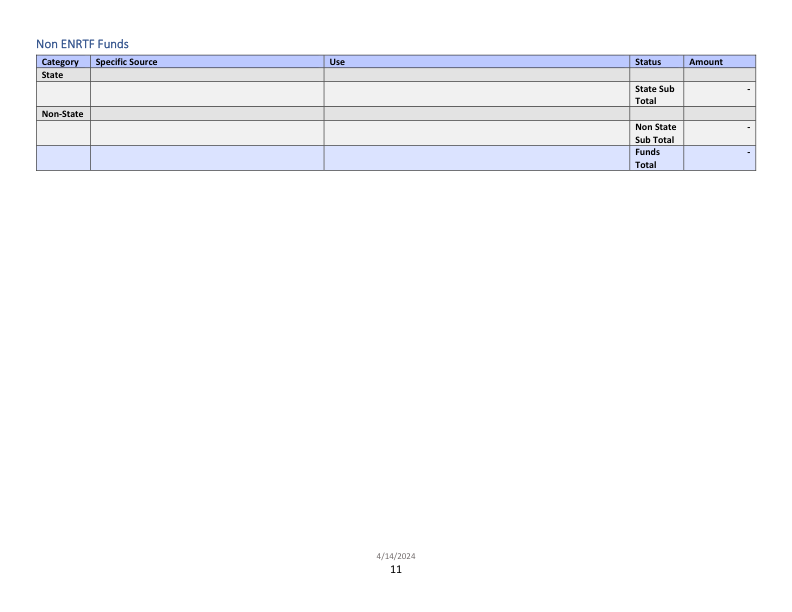 Non ENRTF Funds
Category Specific Source Use Status Amount
State
State Sub -
Total
Non-State
Non State -
Sub Total
Funds -
Total
4/14/2024
11